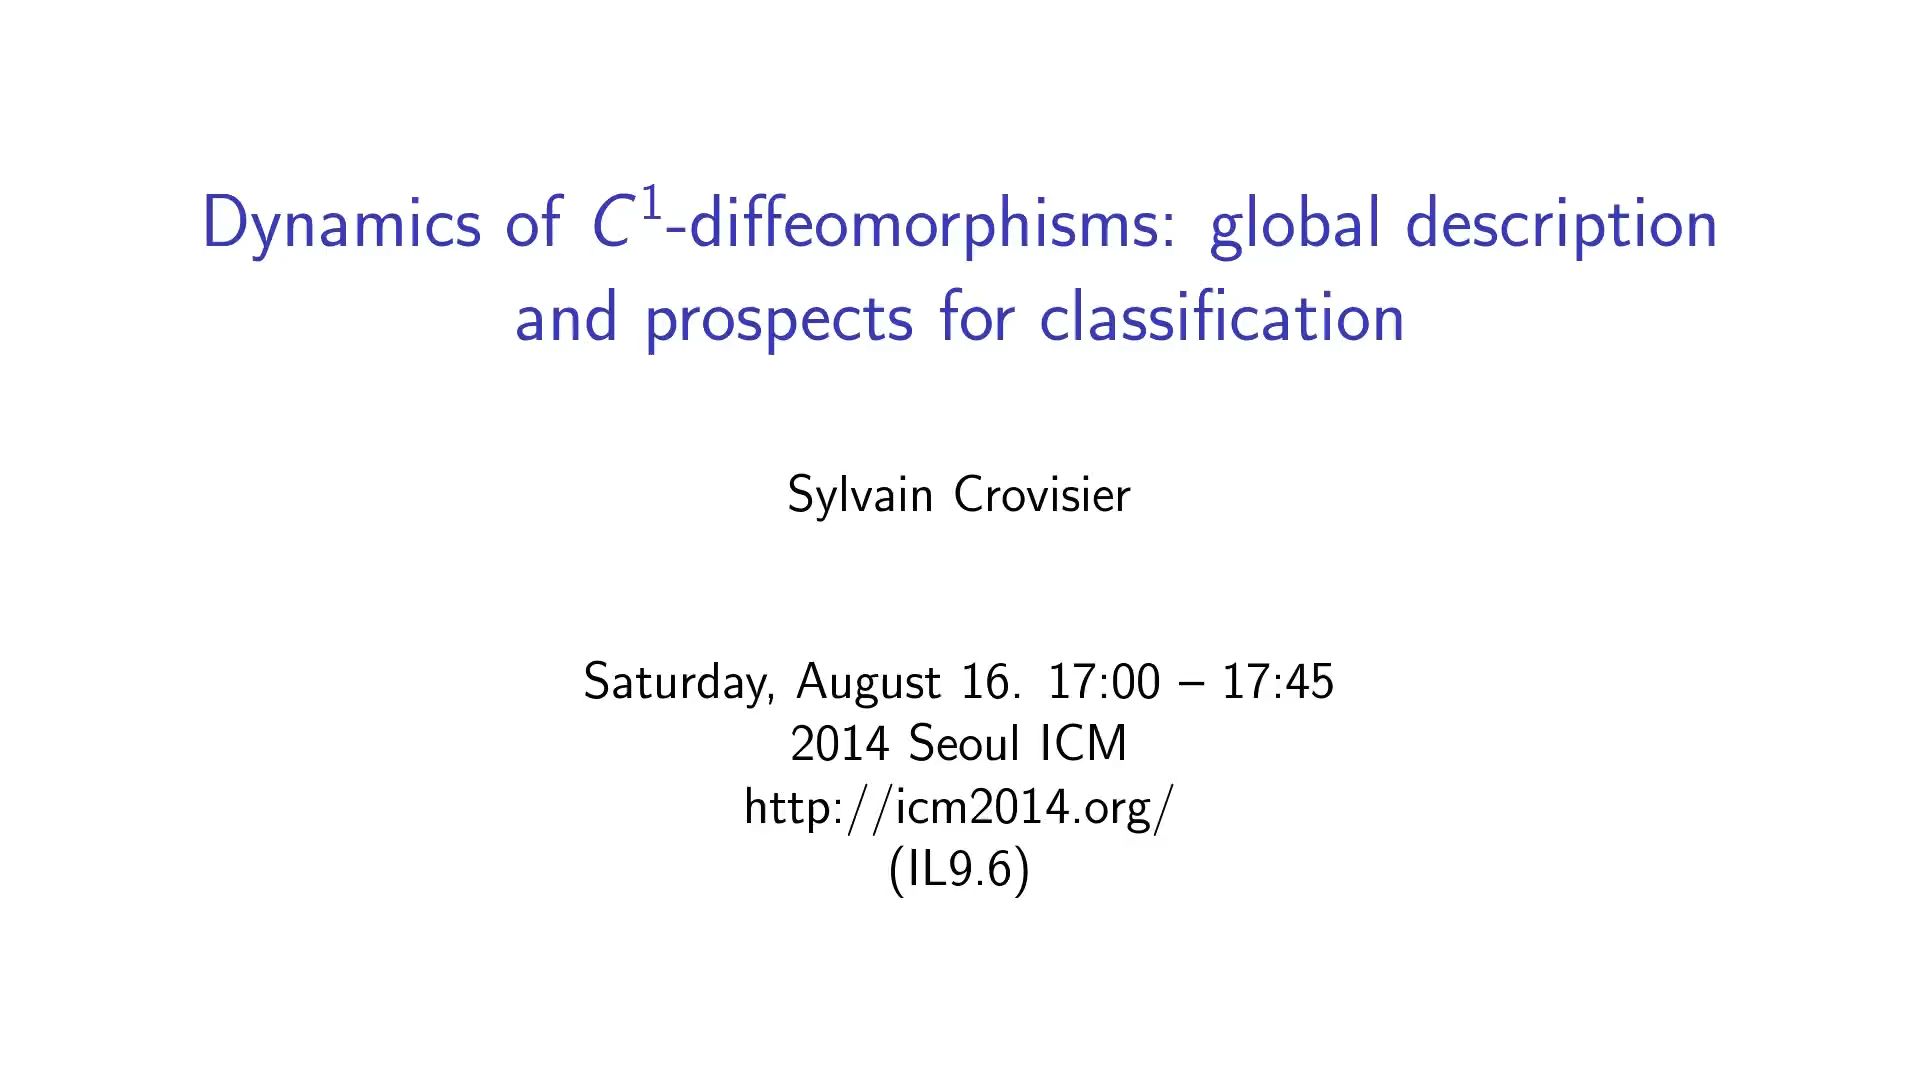 Dynamics of C¹-diffeomorphisms: global description
and prospects for classification
Sylvain Crovisier
Saturday, August 16. 17:00 – 17:45
2014 Seoul ICM
http://icm2014.org/
(IL9.6)